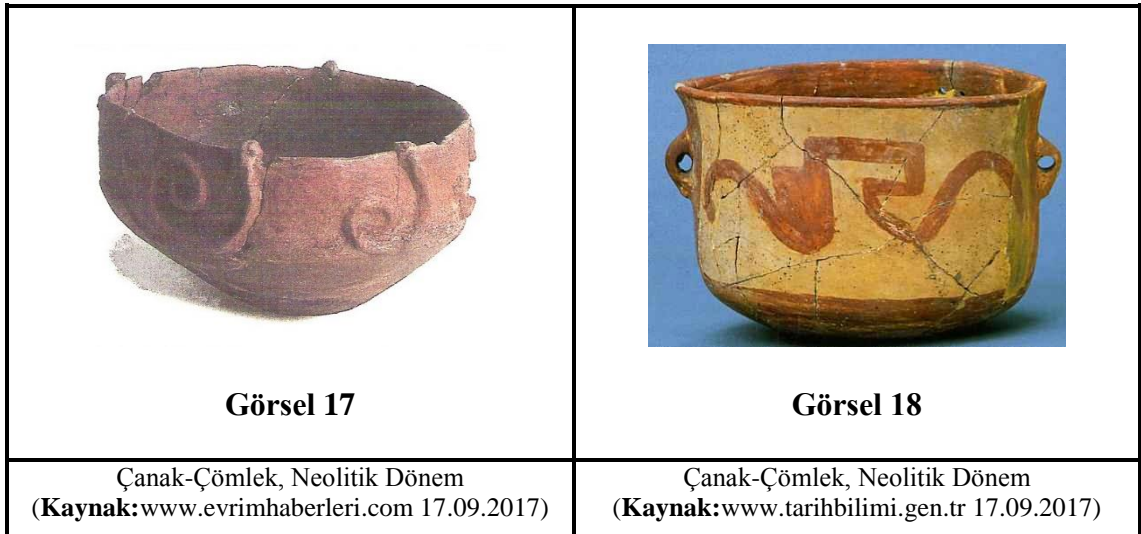 Görsel 17
Görsel 18
Çanak-Çömlek, Neolitik Dönem
(Kaynak:www.evrimhaberleri.com 17.09.2017)
Çanak-Çömlek, Neolitik Dönem
(Kaynak:www.tarihbilimi.gen.tr 17.09.2017)